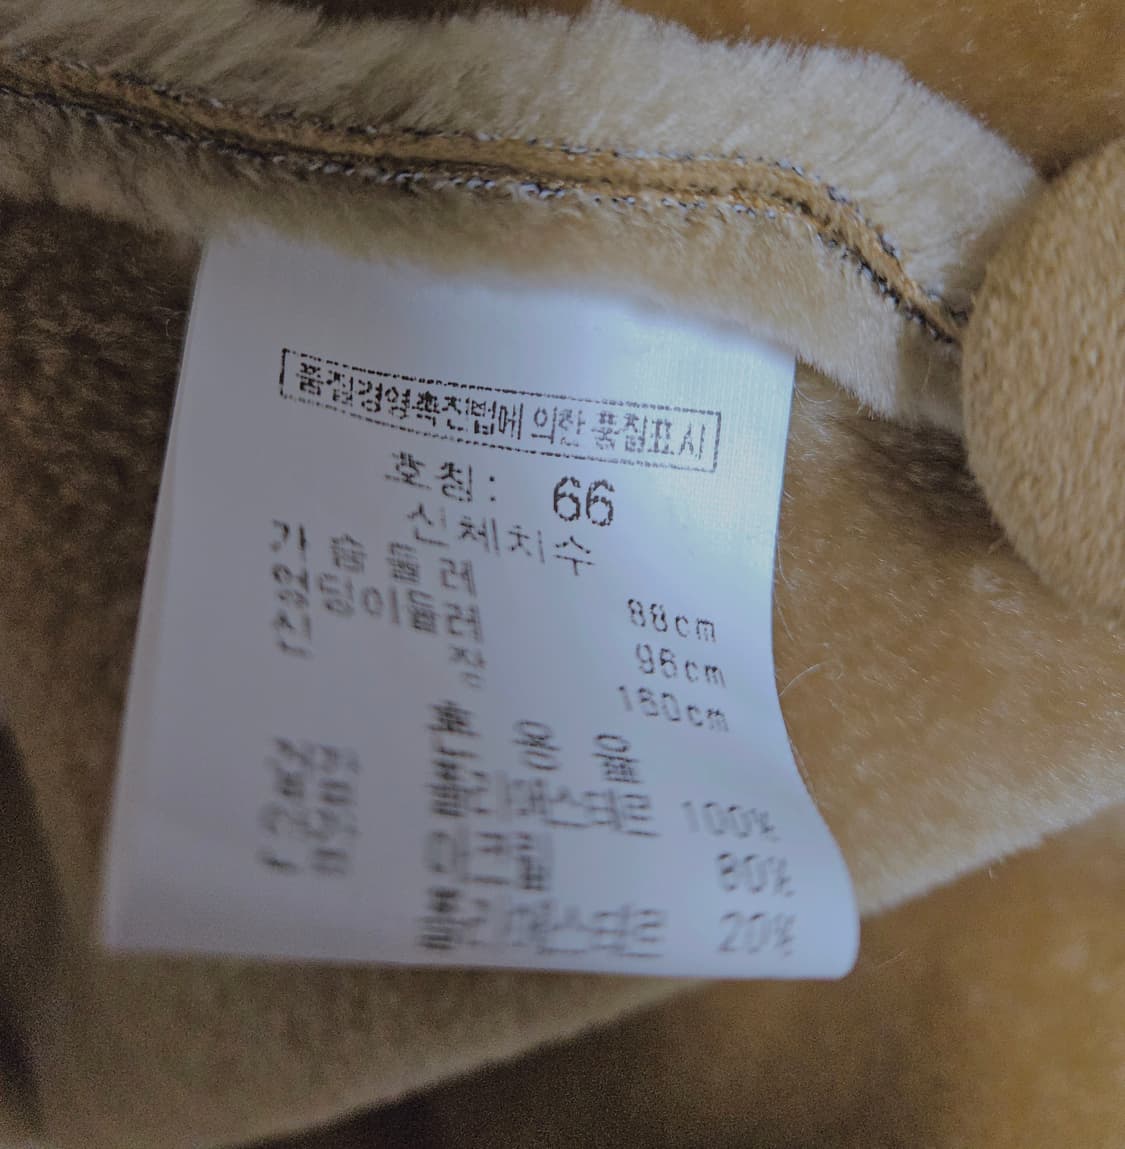 품질경영촉진법에 의한 품질표시
호칭: 66
신체치수
가슴둘레 88cm
엉덩이둘레 96cm
신장 160cm
혼용율
겉감 폴리에스테르 100%
아크릴 80%
폴리에스테르 20%